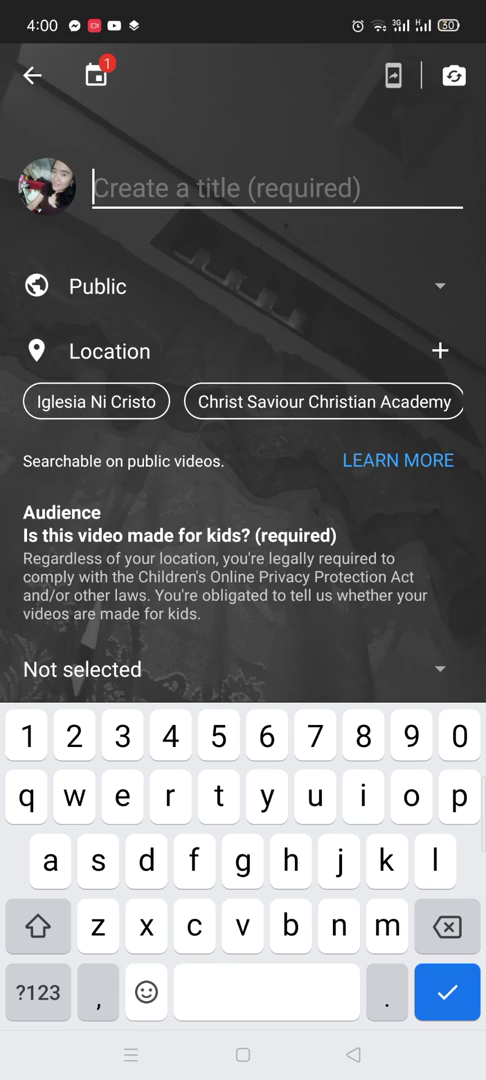 4:00 3G H 30
1
Create a title (required)
Public
Location
Iglesia Ni Cristo Christ Saviour Christian Academy
Searchable on public videos. LEARN MORE
Audience
Is this video made for kids? (required)
Regardless of your location, you're legally required to
comply with the Children's Online Privacy Protection Act
and/or other laws. You're obligated to tell us whether your
videos are made for kids.
Not selected
1 2 3 4 5 6 7 8 9 0
q w e r t y u i o p
a s d f g h j k l
z x c v b n m
?123 , .